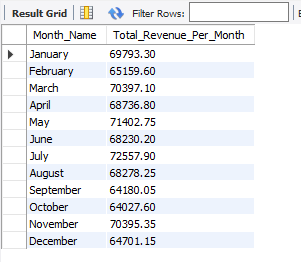 Result Grid Filter Rows:
Month_Name Total_Revenue_Per_Month
January 69793.30
February 65159.60
March 70397.10
April 68736.80
May 71402.75
June 68230.20
July 72557.90
August 68278.25
September 64180.05
October 64027.60
November 70395.35
December 64701.15